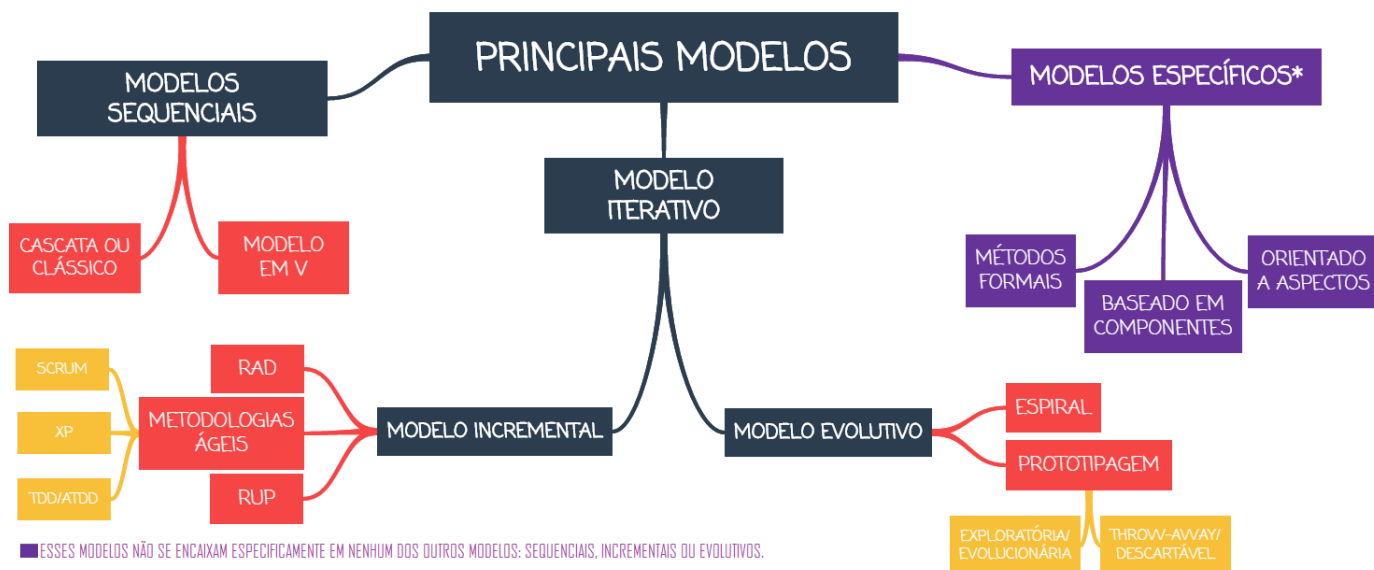 PRINCIPAIS MODELOS
MODELOS
SEQUENCIAIS
MODELOS ESPECÍFICOS*
MODELO
ITERATIVO
CASCATA OU
CLÁSSICO
MODELO
EM V
MÉTODOS
FORMAIS
BASEADO EM
COMPONENTES
ORIENTADO
A ASPECTOS
SCRUM
XP
TDD/ATDD
RAD
METODOLOGIAS
ÁGEIS
RUP
MODELO INCREMENTAL
MODELO EVOLUTIVO
ESPIRAL
PROTOTIPAGEM
EXPLORATÓRIA/
EVOLUCIONÁRIA
THROW-AWAY/
DESCARTÁVEL
ESSES MODELOS NÃO SE ENCAIXAM ESPECIFICAMENTE EM NENHUM DOS OUTROS MODELOS: SEQUENCIAIS, INCREMENTAIS OU EVOLUTIVOS.